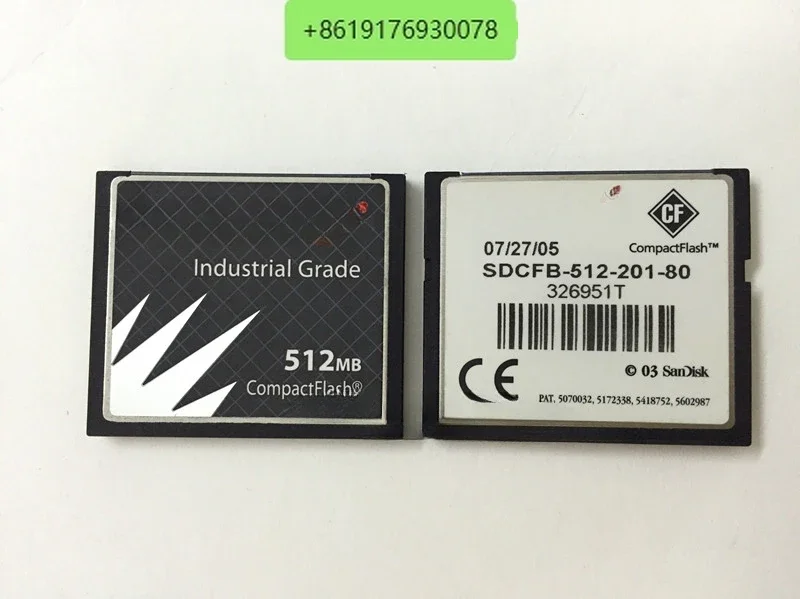 +8619176930078
Industrial Grade
512MB
CompactFlash®
CF
CompactFlash™
07/27/05
SDCFB-512-201-80
326951T
CE
© 03 SanDisk
PAT. 5070032, 5172338, 5418752, 5602987